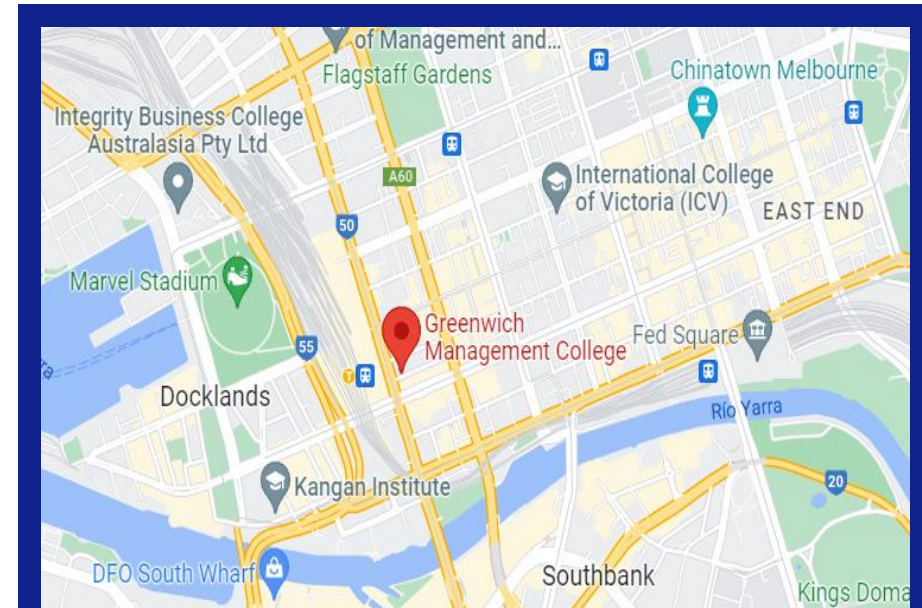 of Management and...
Flagstaff Gardens
Chinatown Melbourne
Integrity Business College
Australasia Pty Ltd
A60
International College
of Victoria (ICV)
EAST END
50
Marvel Stadium
Greenwich
Management College
Fed Square
55
T
Docklands
Río Yarra
Kangan Institute
20
DFO South Wharf
Southbank
Kings Doma